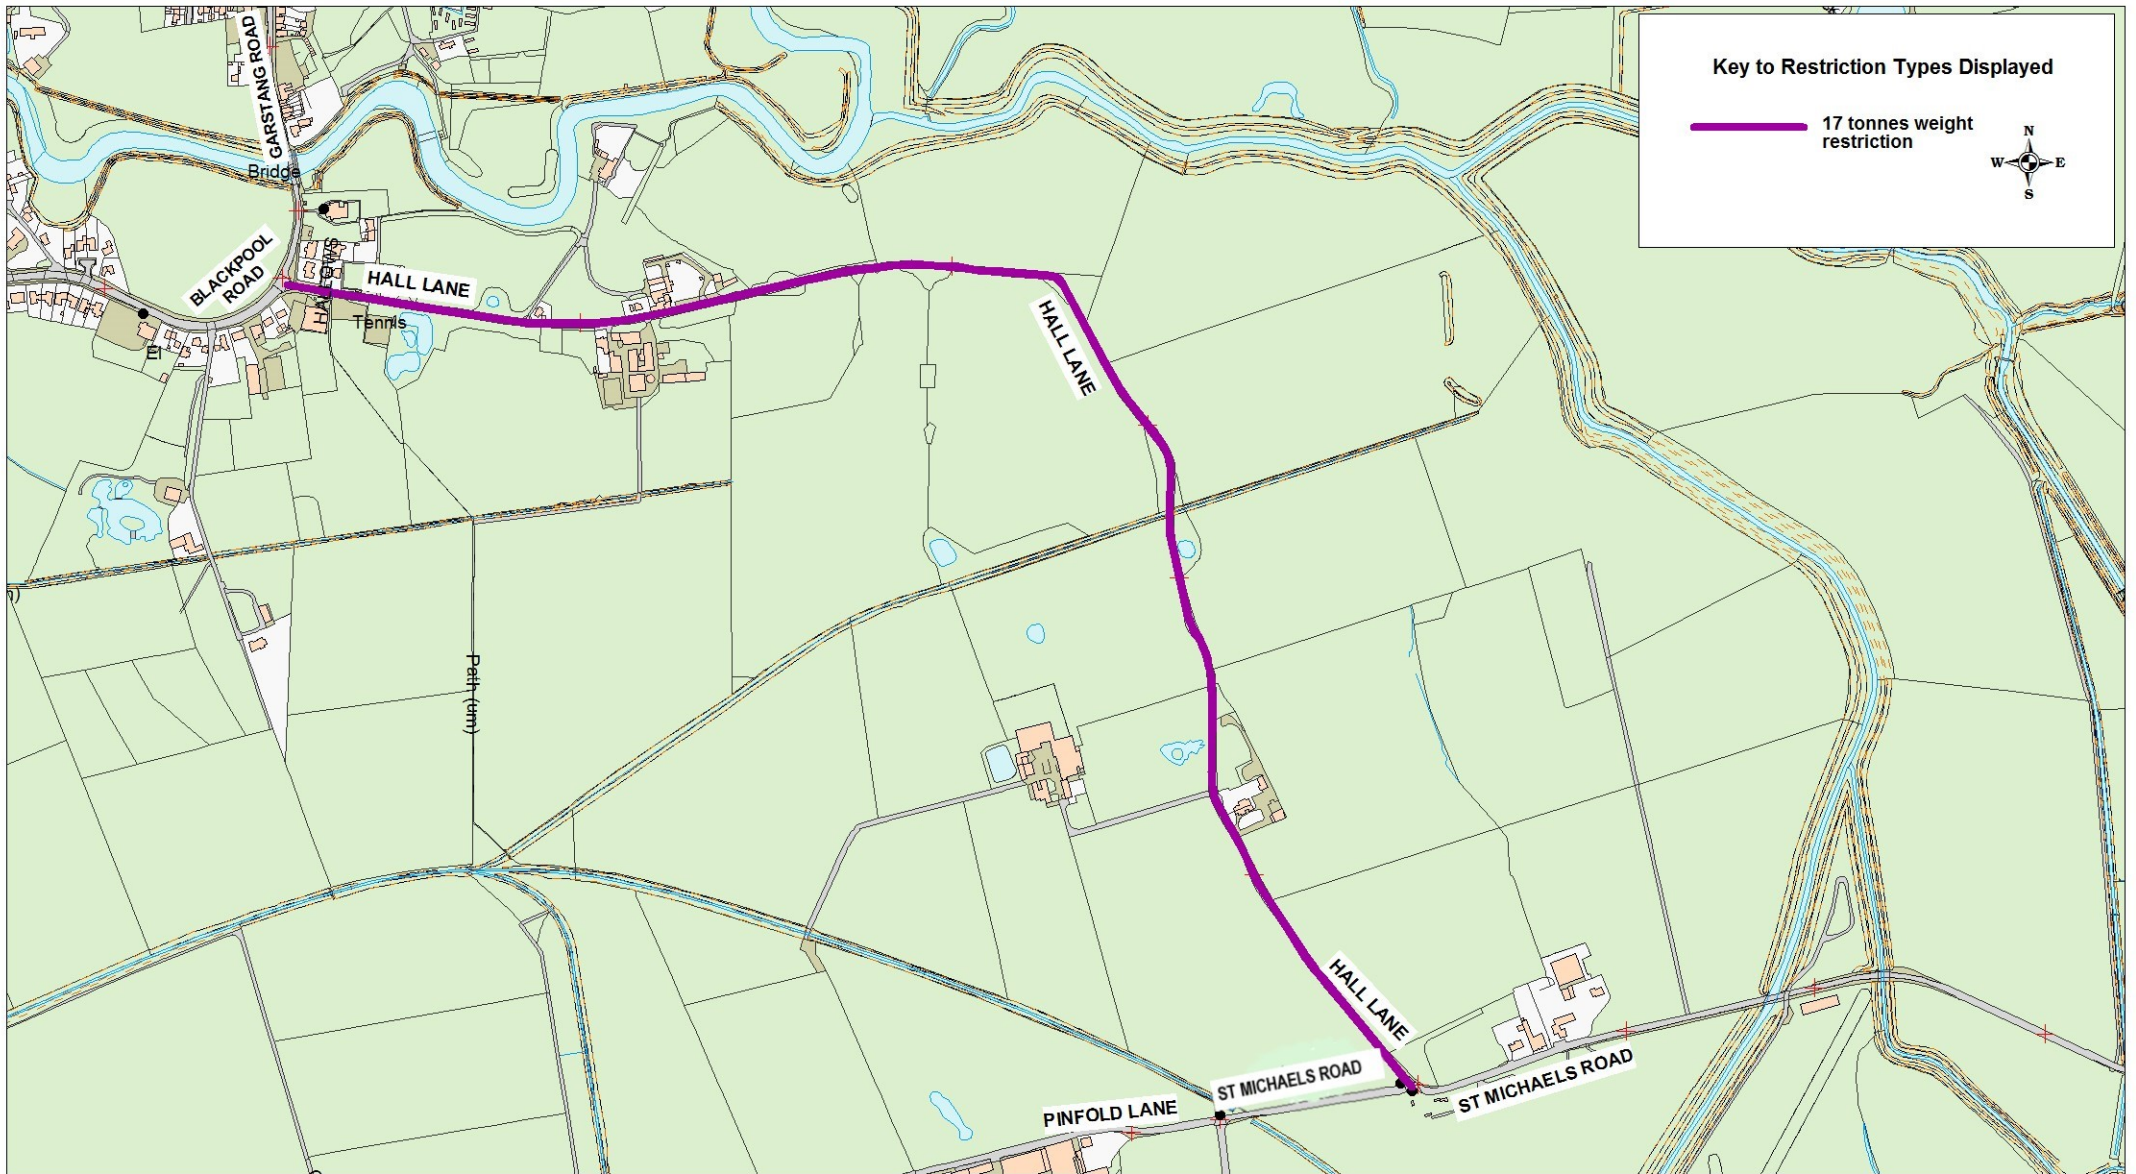 Key to Restriction Types Displayed
17 tonnes weight
restriction
N
W
E
S
GARSTANG ROAD
Bridge
BLACKPOOL
ROAD
HALL LANE
Tennis
El
HALL LANE
Path (um)
HALL LANE
ST MICHAELS ROAD
ST MICHAELS ROAD
PINFOLD LANE